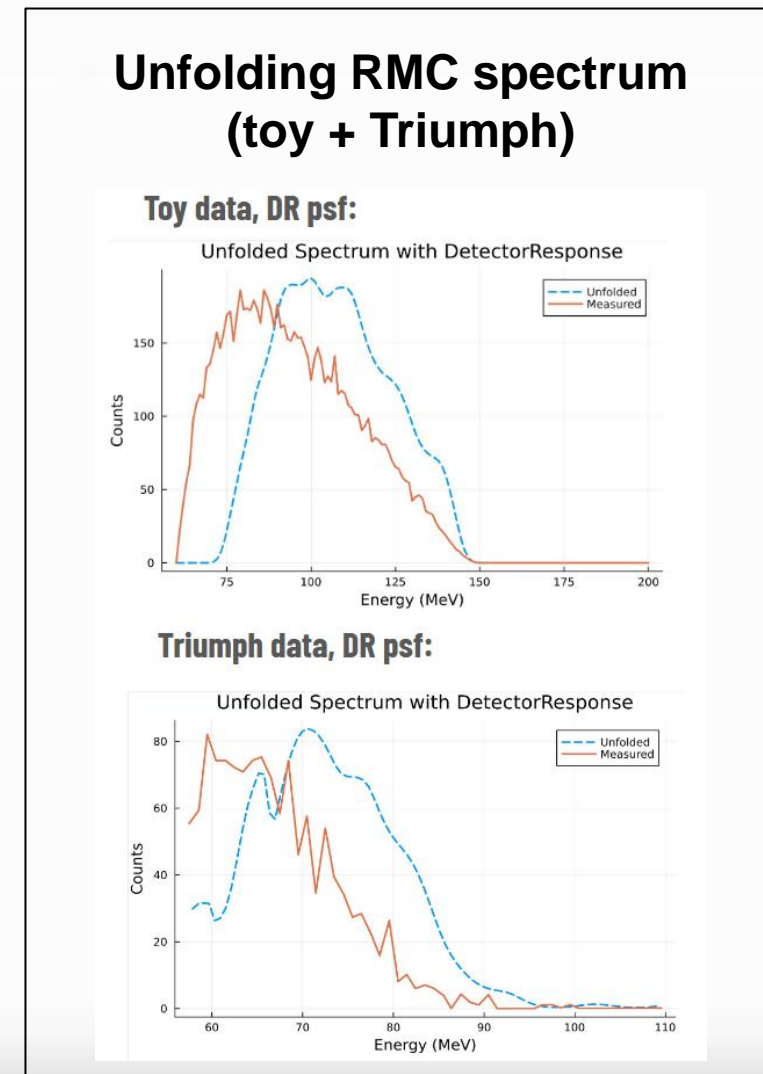 Unfolding RMC spectrum
(toy + Triumph)
Toy data, DR psf:
Unfolded Spectrum with DetectorResponse
Unfolded
Measured
150
100
50
0
Counts
75
100
125
150
175
200
Energy (MeV)
Triumph data, DR psf:
Unfolded Spectrum with DetectorResponse
Unfolded
Measured
80
60
40
20
0
Counts
60
70
80
90
100
110
Energy (MeV)